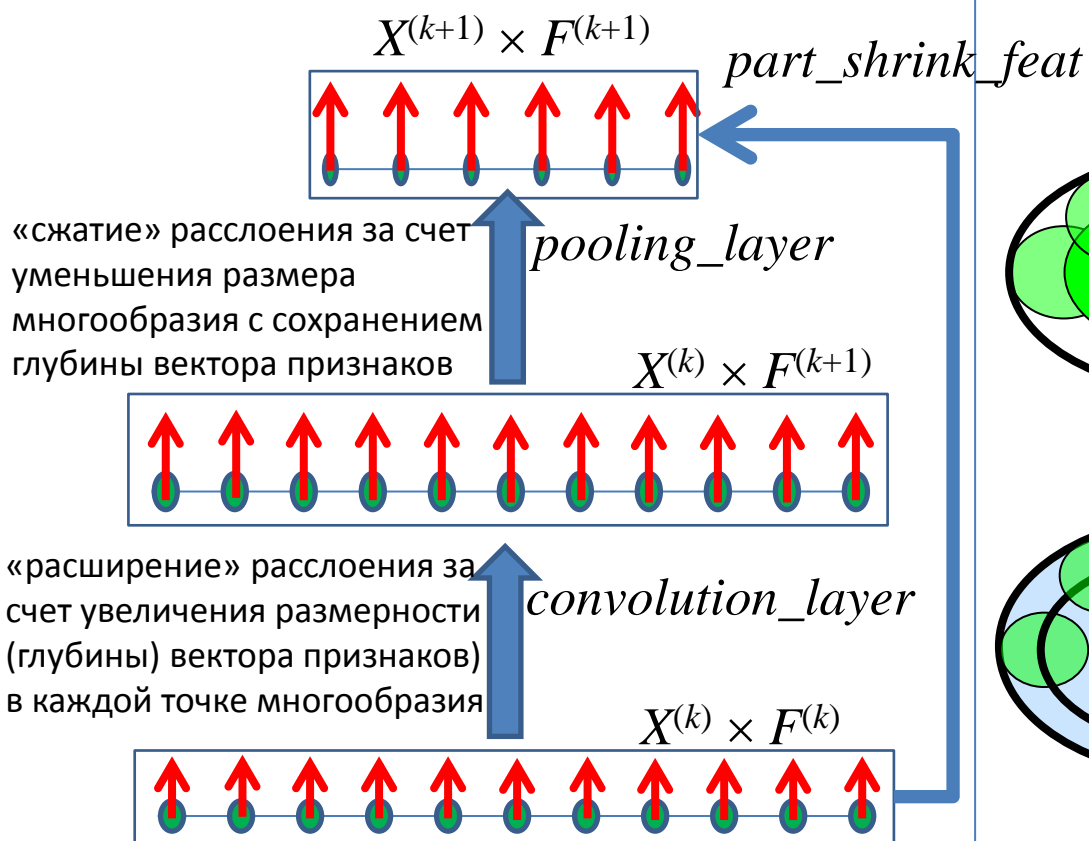 X^(k+1) × F^(k+1)
part_shrink_feat
«сжатие» расслоения за счет
уменьшения размера
многообразия с сохранением
глубины вектора признаков
pooling_layer
X^(k) × F^(k+1)
«расширение» расслоения за
счет увеличения размерности
(глубины) вектора признаков)
в каждой точке многообразия
convolution_layer
X^(k) × F^(k)